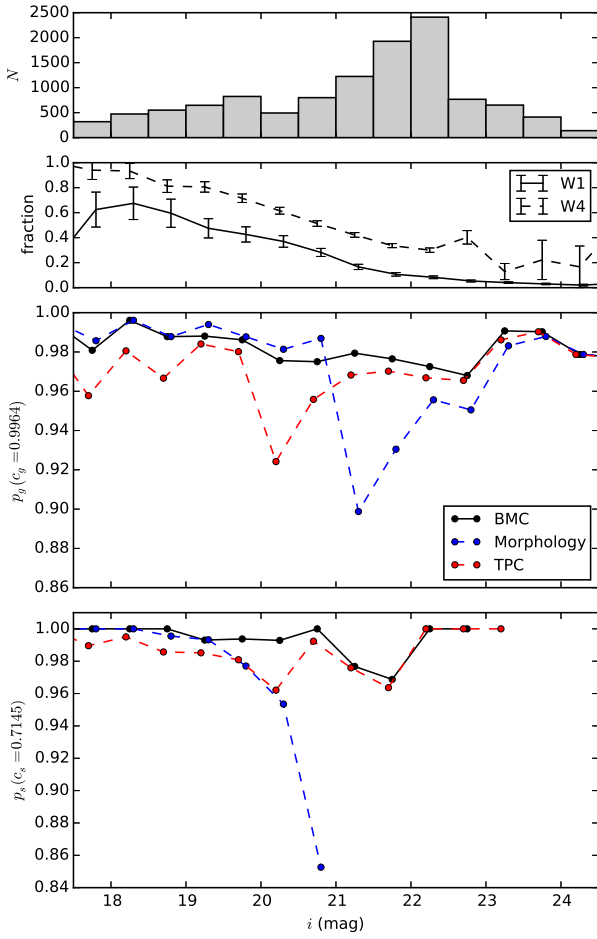 2500
2000
1500
1000
500
0
N
1.0
0.8
0.6
0.4
0.2
0.0
fraction
W1
W4
1.00
0.98
0.96
0.94
0.92
0.90
0.88
0.86
p_g (c_g =0.9964)
BMC
Morphology
TPC
1.00
0.98
0.96
0.94
0.92
0.90
0.88
0.86
0.84
p_s (c_s =0.7145)
18 19 20 21 22 23 24
i (mag)